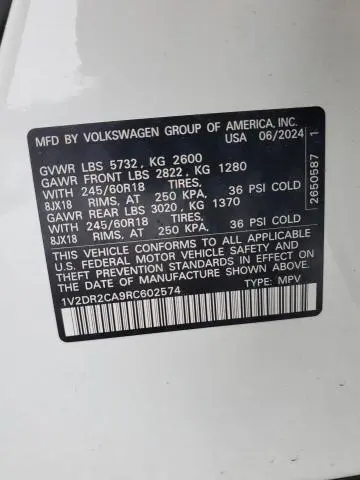 MFD BY VOLKSWAGEN GROUP OF AMERICA, INC.
USA 06/2024
GVWR LBS 5732 , KG 2600
GAWR FRONT LBS 2822 , KG 1280
WITH 245/60R18 TIRES,
8JX18 RIMS, AT 250 KPA, 36 PSI COLD
GAWR REAR LBS 3020 , KG 1370
WITH 245/60R18 TIRES,
8JX18 RIMS, AT 250 KPA, 36 PSI COLD
THIS VEHICLE CONFORMS TO ALL APPLICABLE
U.S. FEDERAL MOTOR VEHICLE SAFETY AND
THEFT PREVENTION STANDARDS IN EFFECT ON
THE DATE OF MANUFACTURE SHOWN ABOVE
1V2DR2CA9RC602574 TYPE: MPV
2650587 1